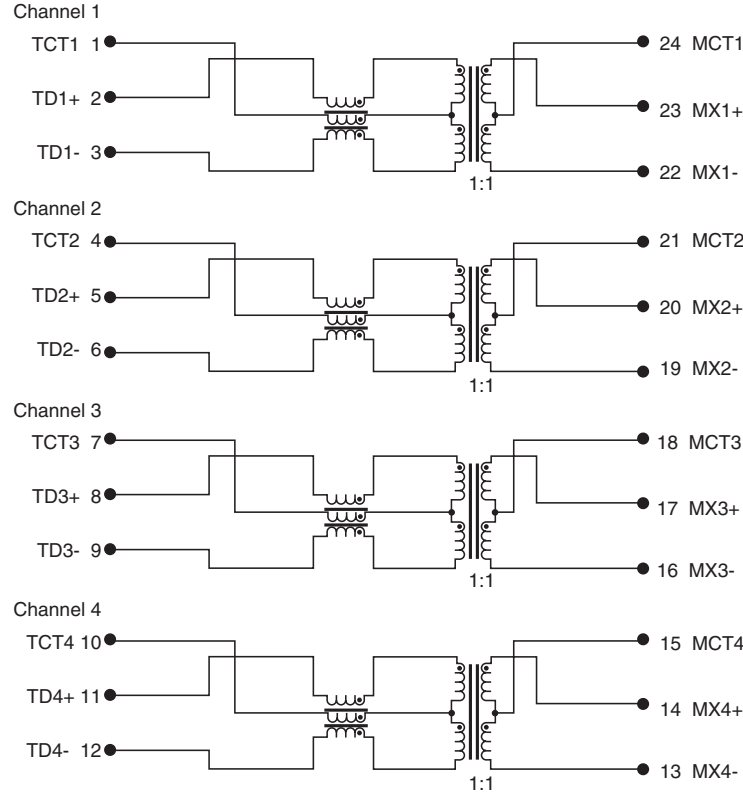 Channel 1
TCT1 1
24 MCT1
TD1+ 2
23 MX1+
TD1- 3
22 MX1-
1:1
Channel 2
TCT2 4
21 MCT2
TD2+ 5
20 MX2+
TD2- 6
19 MX2-
1:1
Channel 3
TCT3 7
18 MCT3
TD3+ 8
17 MX3+
TD3- 9
16 MX3-
1:1
Channel 4
TCT4 10
15 MCT4
TD4+ 11
14 MX4+
TD4- 12
13 MX4-
1:1